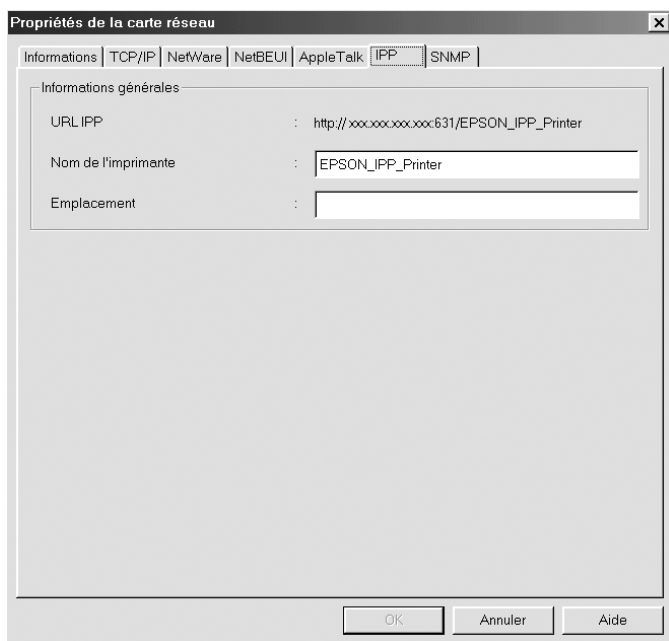 Propriétés de la carte réseau
Informations TCP/IP NetWare NetBEUI AppleTalk IPP SNMP
Informations générales
URL IPP : http://xxx.xxx.xxx.xxx:631/EPSON_IPP_Printer
Nom de l'imprimante : EPSON_IPP_Printer
Emplacement :
OK Annuler Aide